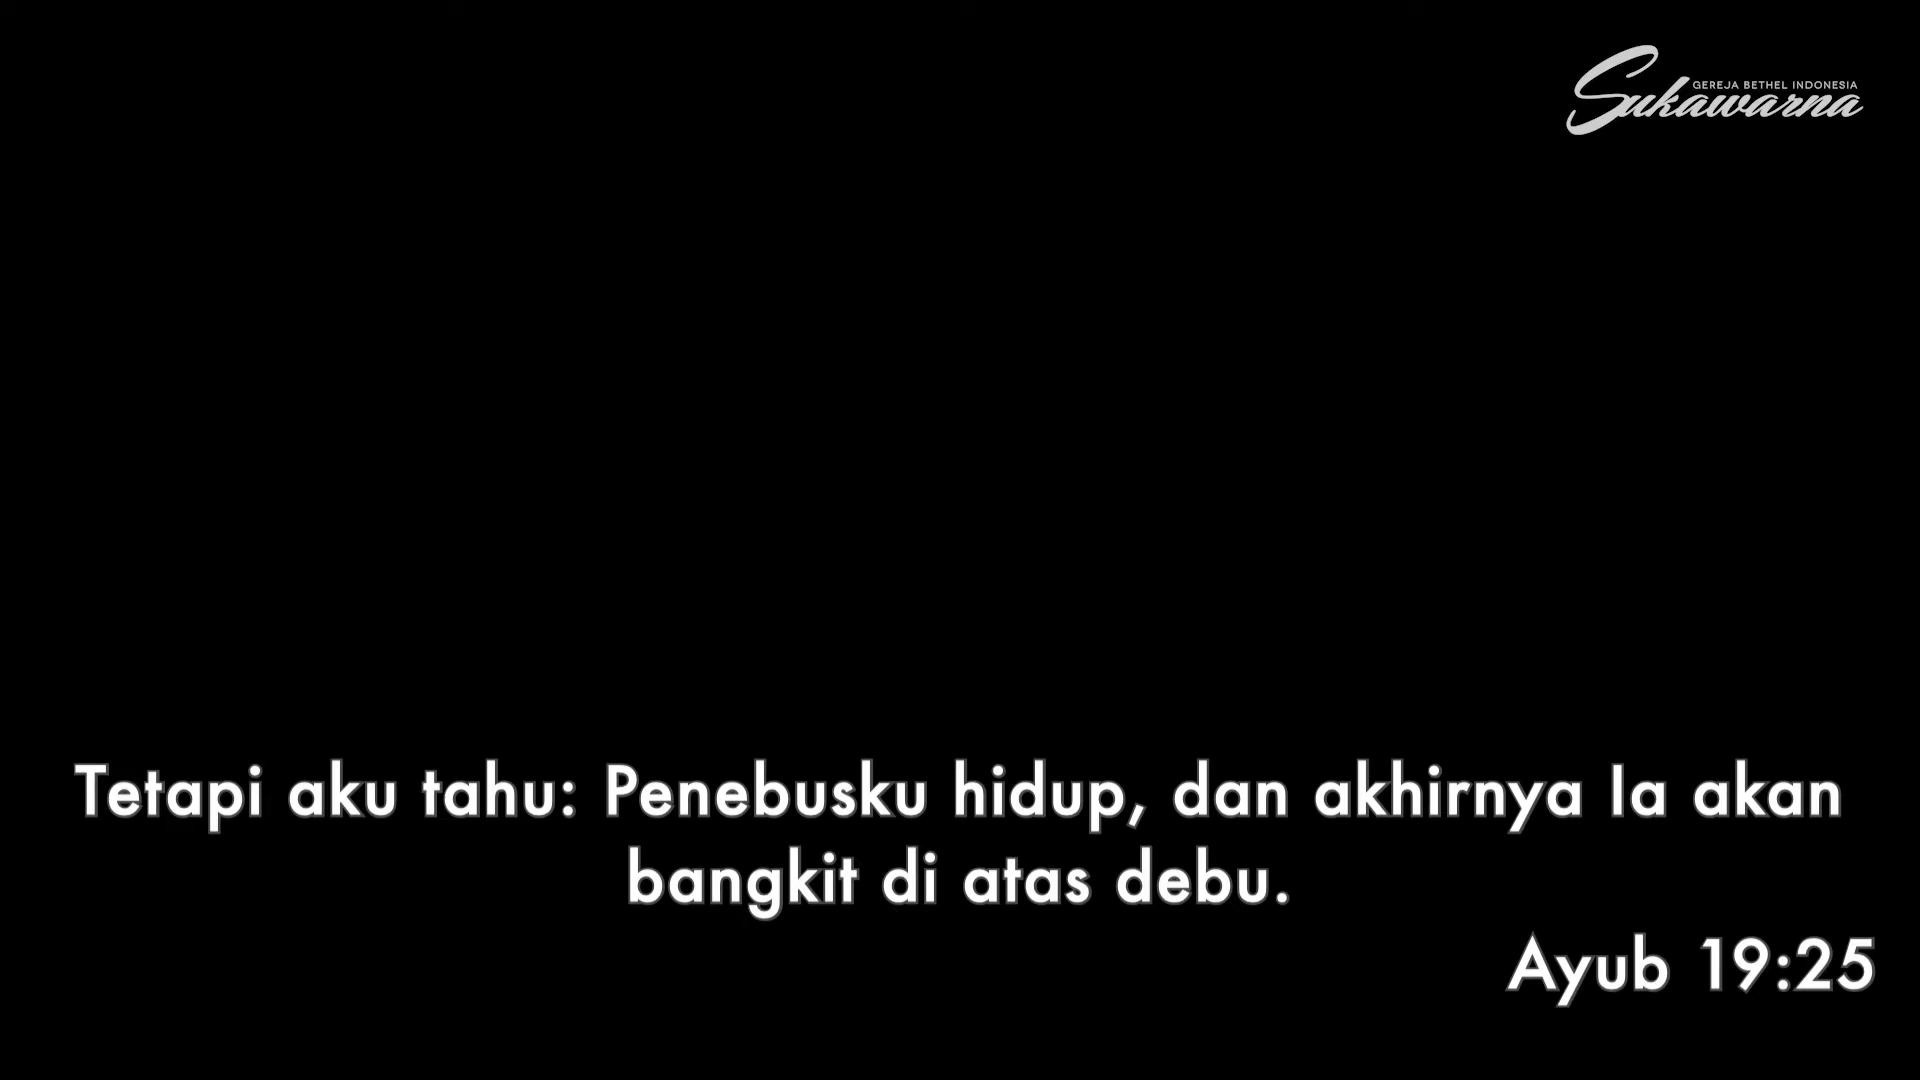 GEREJA BETHEL INDONESIA
Sukawarna
Tetapi aku tahu: Penebusku hidup, dan akhirnya Ia akan
bangkit di atas debu.
Ayub 19:25